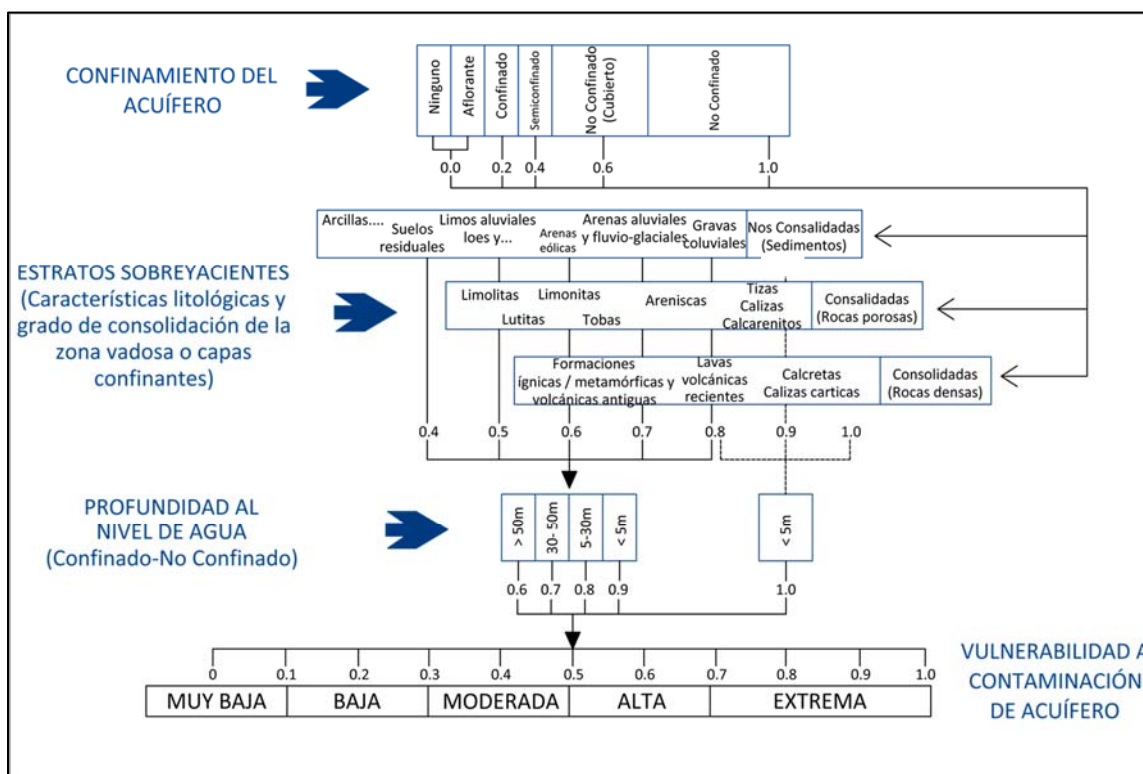 CONFINAMIENTO DEL
ACUÍFERO
Ninguno
Aflorante
Confinado
Semiconfinado
No Confinado
(Cubierto)
No Confinado
0.0
0.2
0.4
0.6
1.0
ESTRATOS SOBREYACIENTES
(Características litológicas y
grado de consolidación de la
zona vadosa o capas
confinantes)
Arcillas....
Suelos
residuales
Limos aluviales
loes y...
Arenas
eólicas
Arenas aluviales
y fluvio-glaciales
Gravas
coluviales
Nos Consalidadas
(Sedimentos)
Limolitas
Lutitas
Limonitas
Tobas
Areniscas
Tizas
Calizas
Calcarenitos
Consalidadas
(Rocas porosas)
Formaciones
ígnicas / metamórficas y
volcánicas antiguas
Lavas
volcánicas
recientes
Calcretas
Calizas carticas
Consolidadas
(Rocas densas)
0.4
0.5
0.6
0.7
0.8
0.9
1.0
PROFUNDIDAD AL
NIVEL DE AGUA
(Confinado-No Confinado)
> 50m
30- 50m
5-30m
< 5m
< 5m
0.6
0.7
0.8
0.9
1.0
0
0.1
0.2
0.3
0.4
0.5
0.6
0.7
0.8
0.9
1.0
MUY BAJA
BAJA
MODERADA
ALTA
EXTREMA
VULNERABILIDAD A
CONTAMINACIÓN
DE ACUÍFERO